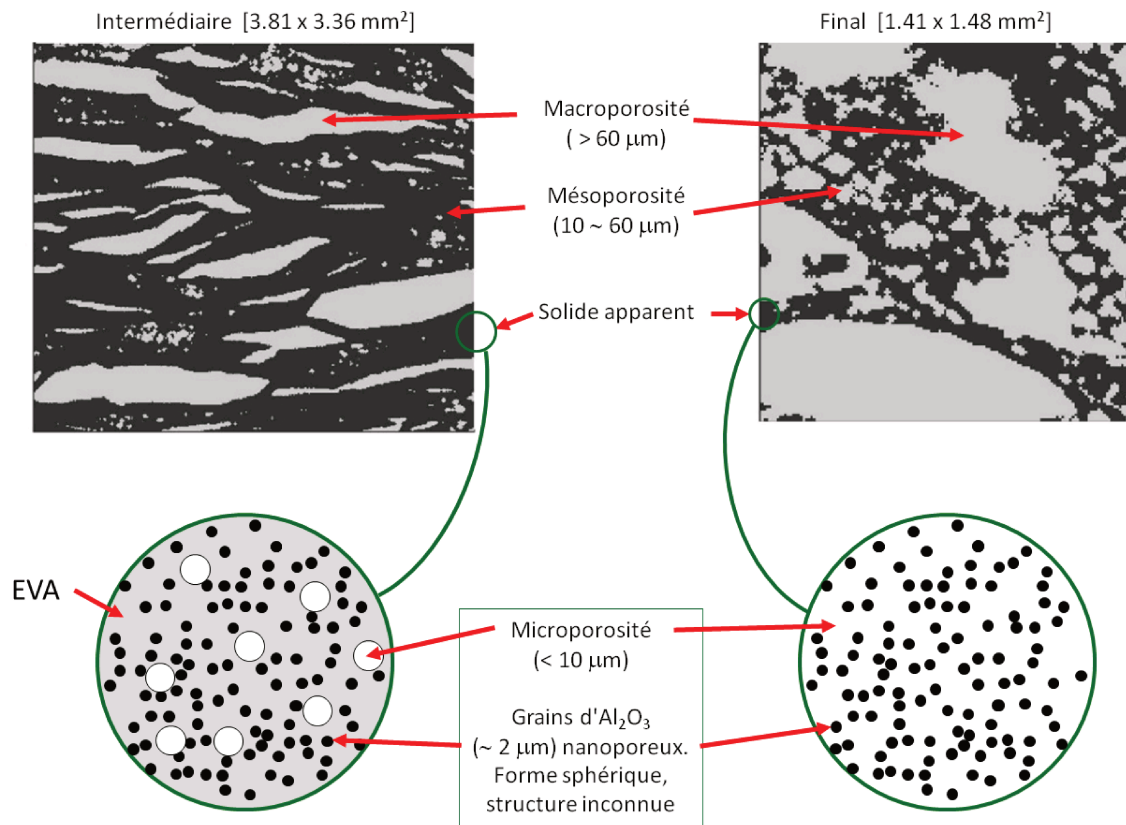 Intermédiaire [3.81 x 3.36 mm²]
Final [1.41 x 1.48 mm²]
Macroporosité
( > 60 µm)
Mésoporosité
(10 ~ 60 µm)
Solide apparent
EVA
Microporosité
(< 10 µm)
Grains d'Al₂O₃
(~ 2 µm) nanoporeux.
Forme sphérique,
structure inconnue